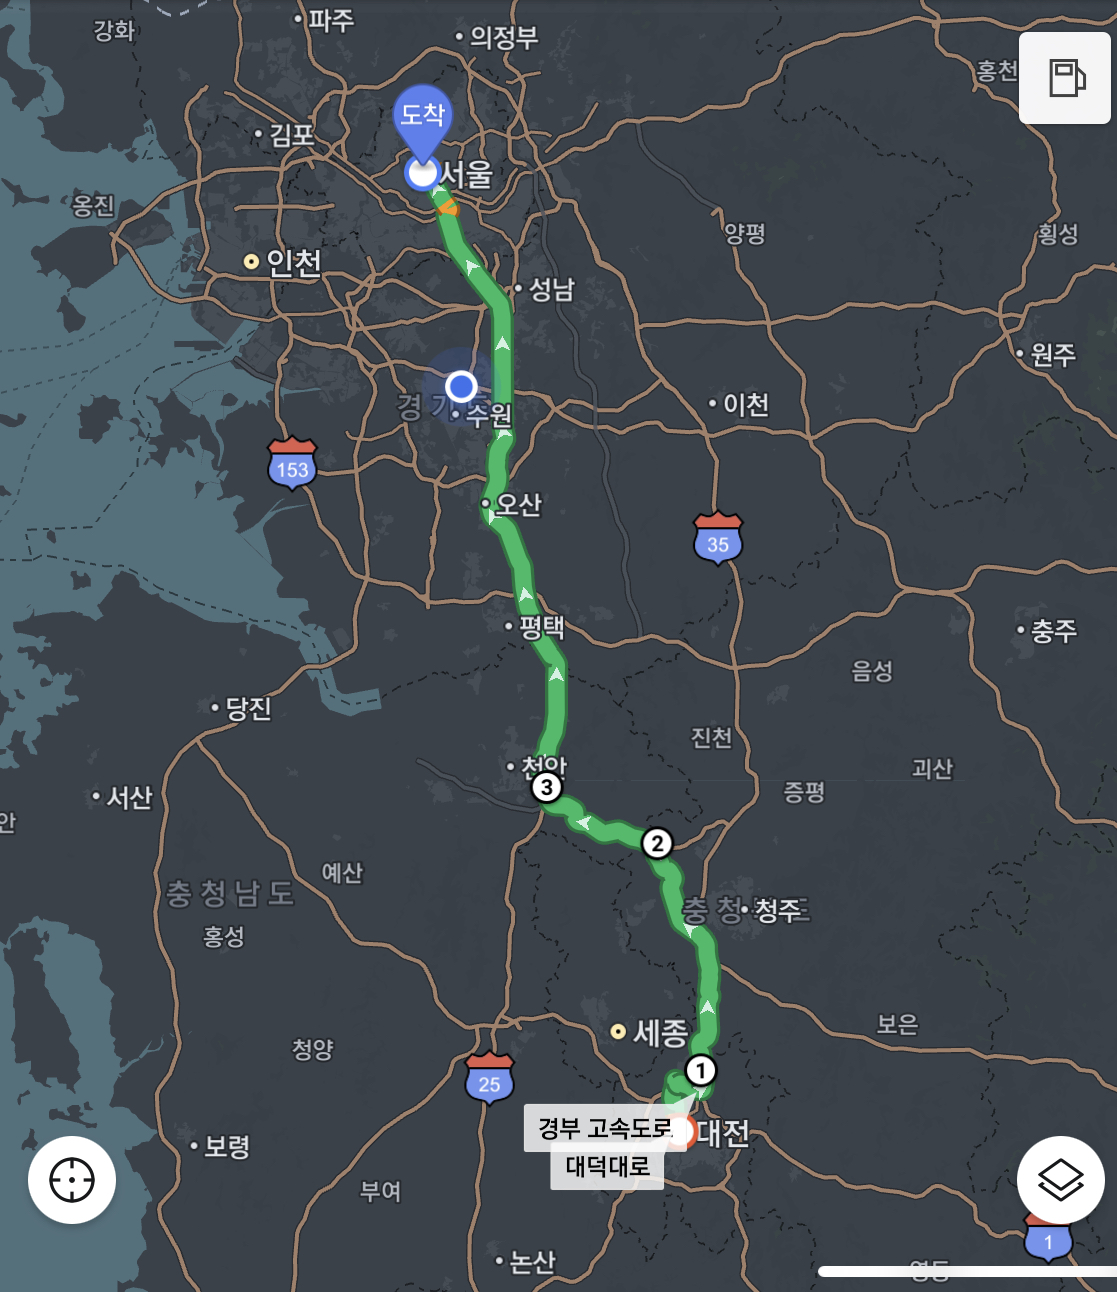 강화
파주
의정부
홍천
도착
김포
서울
옹진
양평
횡성
인천
성남
원주
경기도
수원
이천
153
오산
35
평택
충주
음성
당진
진천
천안
괴산
서산
3
증평
안
2
예산
충청남도
충청
청주
홍성
보은
세종
청양
1
25
경부 고속도로
대전
대덕대로
보령
부여
1
논산
영동